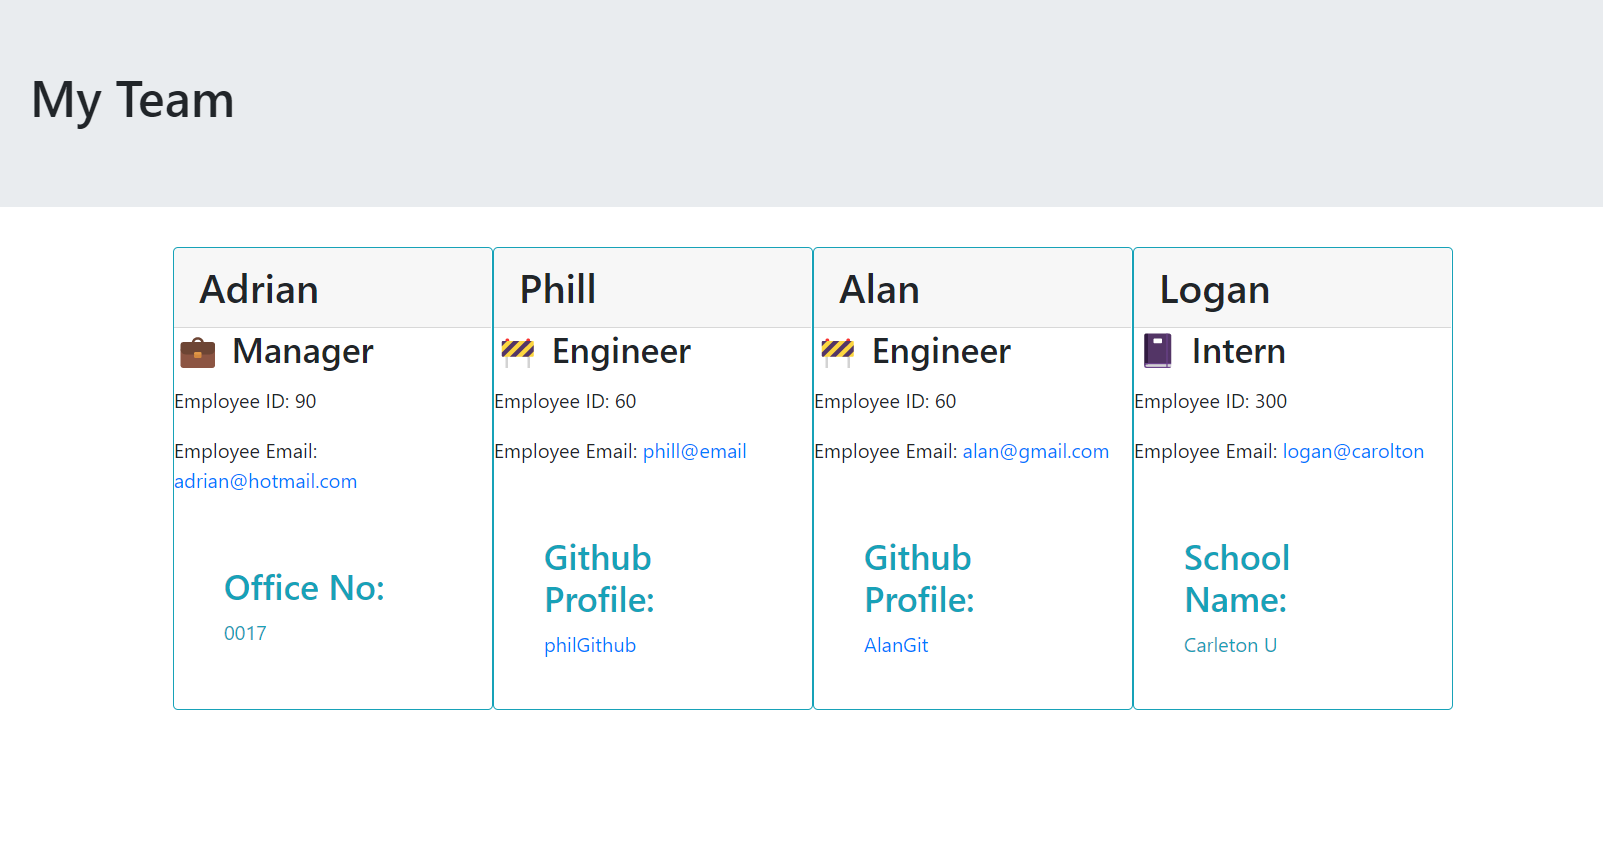 My Team
Adrian
Manager
Employee ID: 90
Employee Email:
adrian@hotmail.com
Office No:
0017
Phill
Engineer
Employee ID: 60
Employee Email: phill@email
Github
Profile:
philGithub
Alan
Engineer
Employee ID: 60
Employee Email: alan@gmail.com
Github
Profile:
AlanGit
Logan
Intern
Employee ID: 300
Employee Email: logan@carolton
School
Name:
Carleton U